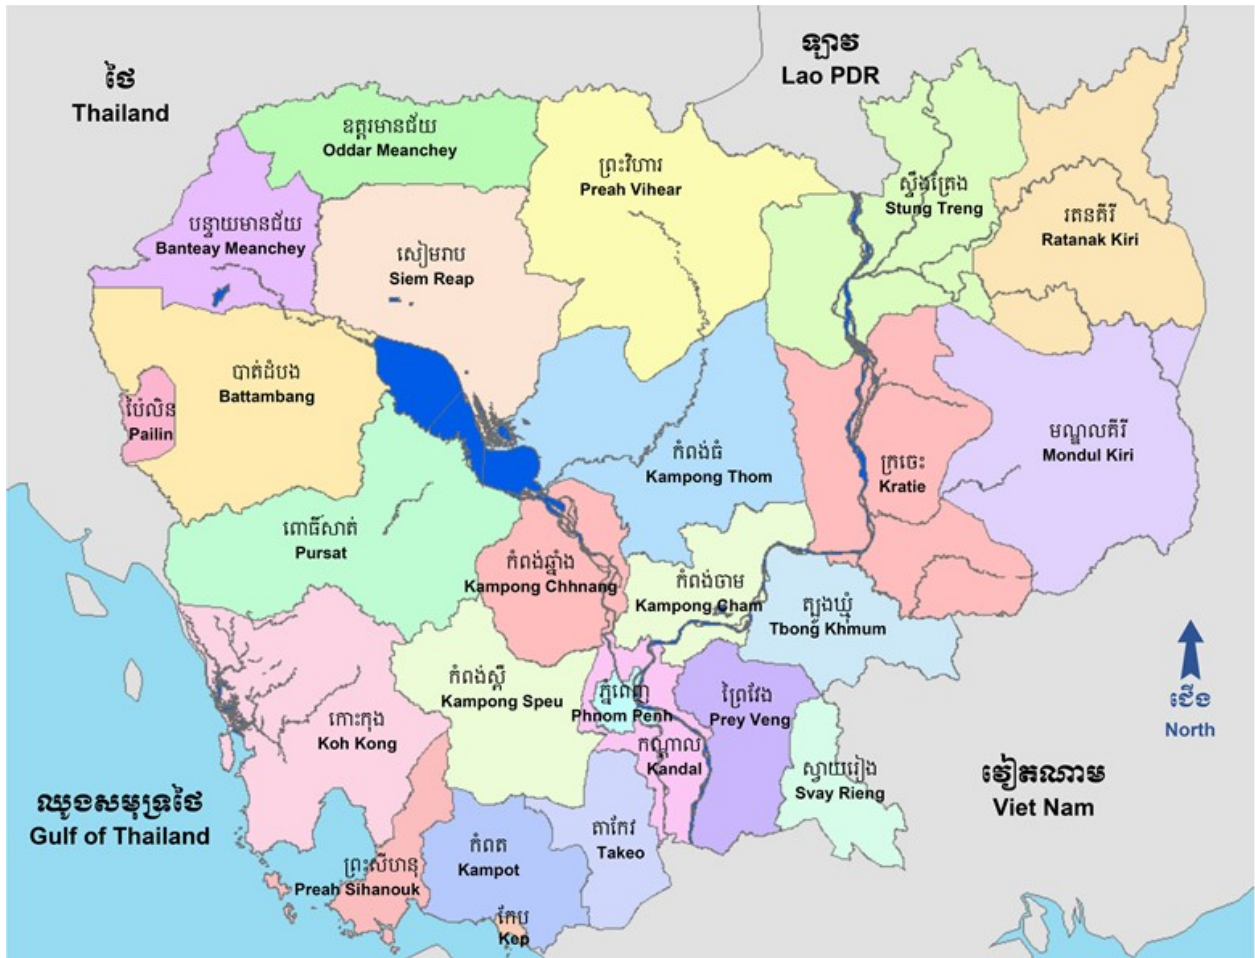 ឡាវ
Lao PDR
ថៃ
Thailand
ឧត្តរមានជ័យ
Oddar Meanchey
ព្រះវិហារ
Preah Vihear
ស្ទឹងត្រែង
Stung Treng
រតនគីរី
Ratanak Kiri
បន្ទាយមានជ័យ
Banteay Meanchey
សៀមរាប
Siem Reap
បាត់ដំបង
Battambang
ប៉ៃលិន
Pailin
កំពង់ធំ
Kampong Thom
ក្រចេះ
Kratie
មណ្ឌលគីរី
Mondul Kiri
ពោធិ៍សាត់
Pursat
កំពង់ឆ្នាំង
Kampong Chhnang
កំពង់ចាម
Kampong Cham
ត្បូងឃ្មុំ
Tbong Khmum
កំពង់ស្ពឺ
Kampong Speu
ភ្នំពេញ
Phnom Penh
ព្រៃវែង
Prey Veng
កោះកុង
Koh Kong
កណ្តាល
Kandal
ស្វាយរៀង
Svay Rieng
ជើង
North
វៀតណាម
Viet Nam
ឈូងសមុទ្រថៃ
Gulf of Thailand
ព្រះសីហនុ
Preah Sihanouk
កំពត
Kampot
តាកែវ
Takeo
កែប
Kep